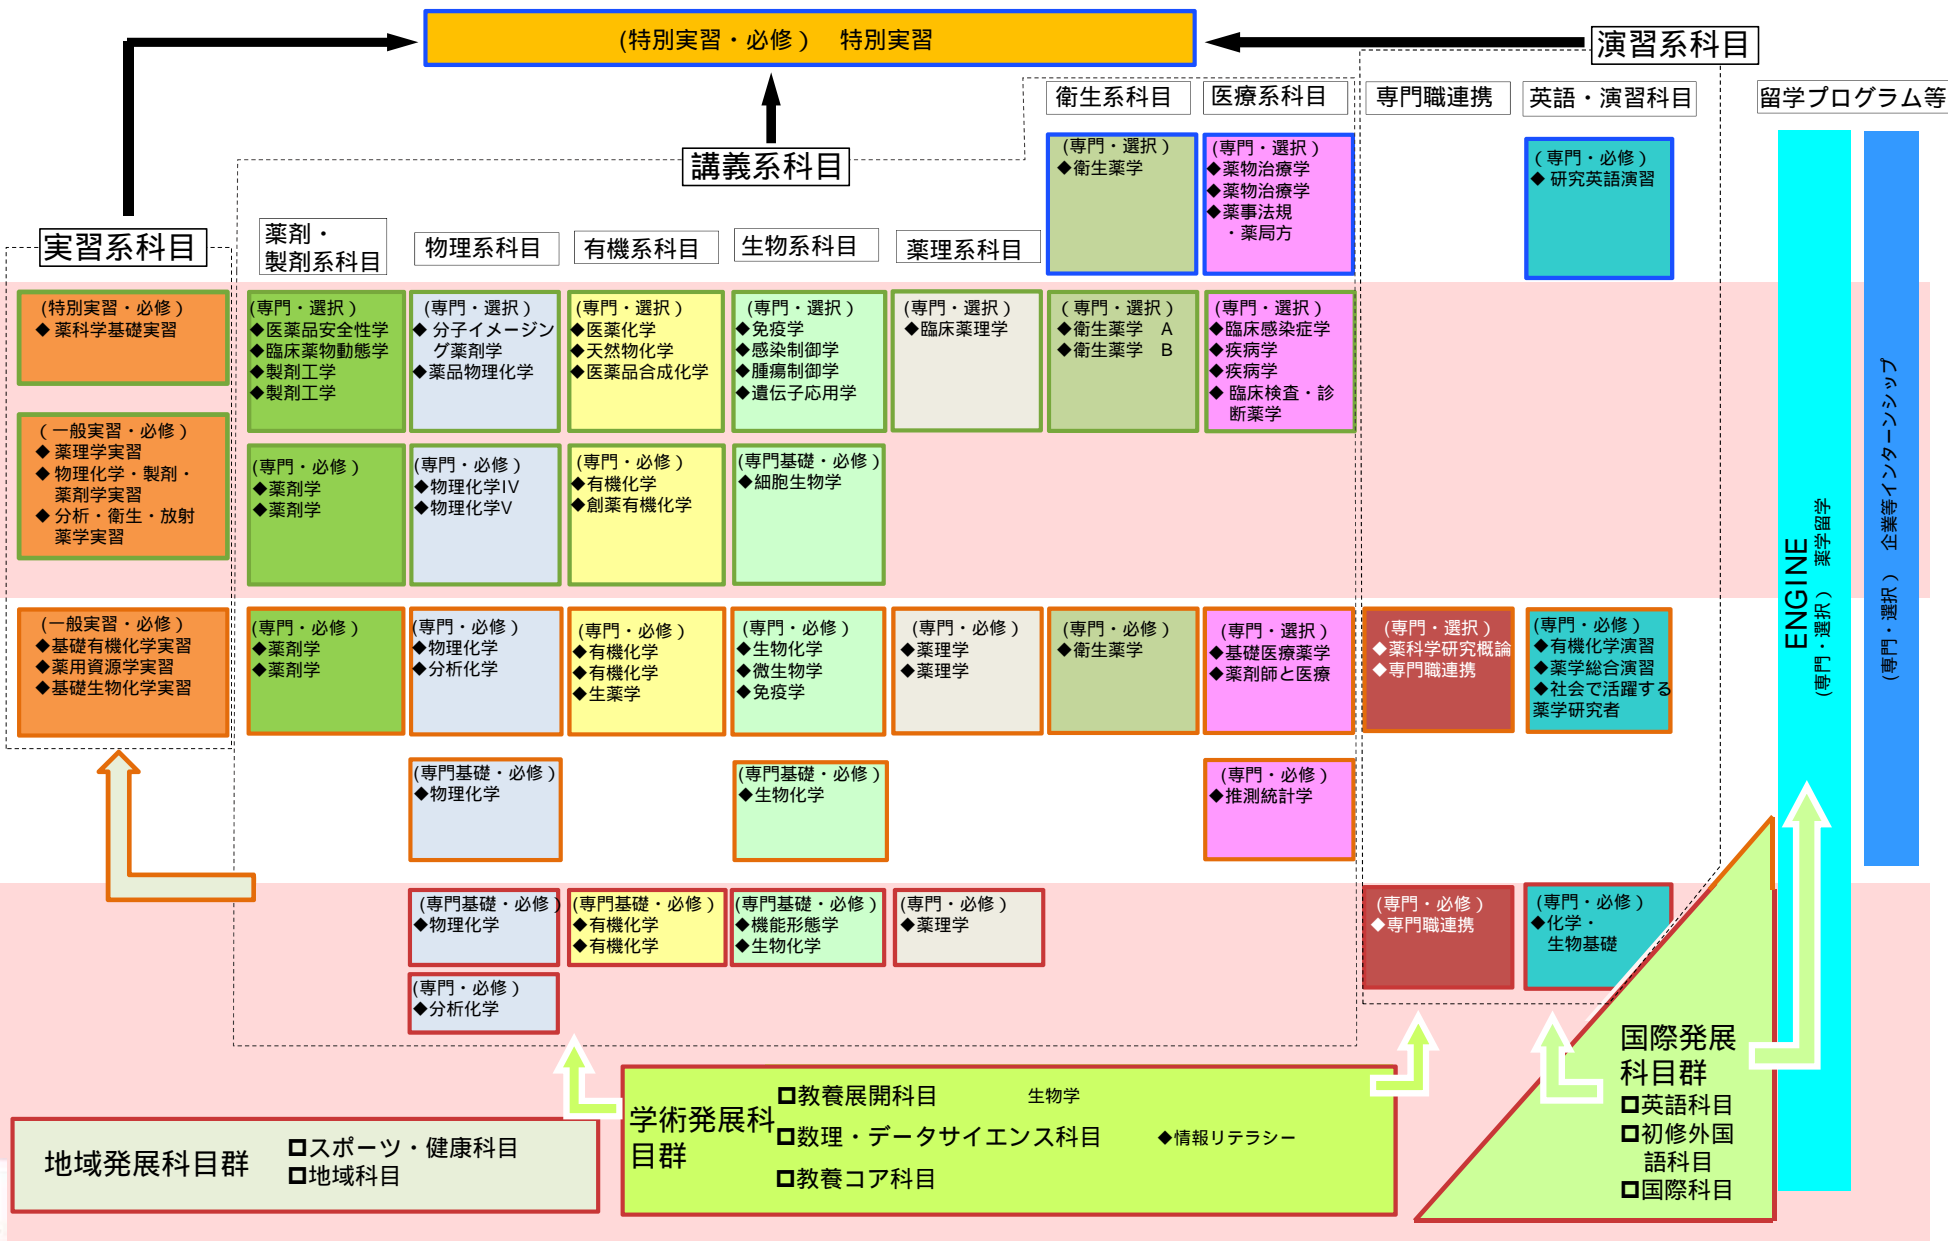 (特別実習・必修） 特別実習
演習系科目
衛生系科目
医療系科目
専門職連携
英語・演習科目
留学プログラム等
講義系科目
(専門・選択）
◆衛生薬学
(専門・選択）
◆薬物治療学
◆薬物治療学
◆薬事法規
・薬局方
（専門・必修）
◆ 研究英語演習
実習系科目
薬剤・
製剤系科目
物理系科目
有機系科目
生物系科目
薬理系科目
(特別実習・必修）
◆ 薬科学基礎実習
(専門・選択）
◆医薬品安全性学
◆臨床薬物動態学
◆製剤工学
◆製剤工学
(専門・選択）
◆ 分子イメージン
グ薬剤学
◆薬品物理化学
(専門・選択）
◆医薬化学
◆天然物化学
◆医薬品合成化学
(専門・選択）
◆免疫学
◆感染制御学
◆腫瘍制御学
◆遺伝子応用学
(専門・選択）
◆臨床薬理学
（専門・選択）
◆衛生薬学 A
◆衛生薬学 B
(専門・選択）
◆臨床感染症学
◆疾病学
◆疾病学
◆ 臨床検査・診
断薬学
（一般実習・必修）
◆ 薬理学実習
◆ 物理化学・製剤・
薬剤学実習
◆ 分析・衛生・放射
薬学実習
(専門・必修）
◆薬剤学
◆薬剤学
(専門・必修）
◆物理化学IV
◆物理化学V
(専門・必修）
◆有機化学
◆創薬有機化学
(専門基礎・必修）
◆細胞生物学
(一般実習・必修）
◆基礎有機化学実習
◆薬用資源学実習
◆基礎生物化学実習
(専門・必修）
◆薬剤学
◆薬剤学
(専門・必修）
◆物理化学
◆分析化学
(専門・必修）
◆有機化学
◆有機化学
◆生薬学
(専門・必修）
◆生物化学
◆微生物学
◆免疫学
(専門・必修）
◆薬理学
◆薬理学
(専門・必修）
◆衛生薬学
(専門・選択）
◆基礎医療薬学
◆薬剤師と医療
(専門・選択）
◆薬科学研究概論
◆専門職連携
(専門・必修）
◆有機化学演習
◆薬学総合演習
◆社会で活躍する
薬学研究者
ENGINE
(専門・選択） 薬学留学
(専門・選択） 企業等インターンシップ
(専門基礎・必修）
◆物理化学
(専門基礎・必修）
◆生物化学
(専門・必修）
◆推測統計学
(専門基礎・必修）
◆物理化学
(専門基礎・必修）
◆有機化学
◆有機化学
(専門基礎・必修）
◆機能形態学
◆生物化学
(専門・必修）
◆薬理学
(専門・必修）
◆専門職連携
(専門・必修）
◆化学・
生物基礎
(専門・必修）
◆分析化学
地域発展科目群
スポーツ・健康科目
地域科目
学術発展科
目群
教養展開科目 生物学
数理・データサイエンス科目 ◆情報リテラシー
教養コア科目
国際発展
科目群
英語科目
初修外国
語科目
国際科目